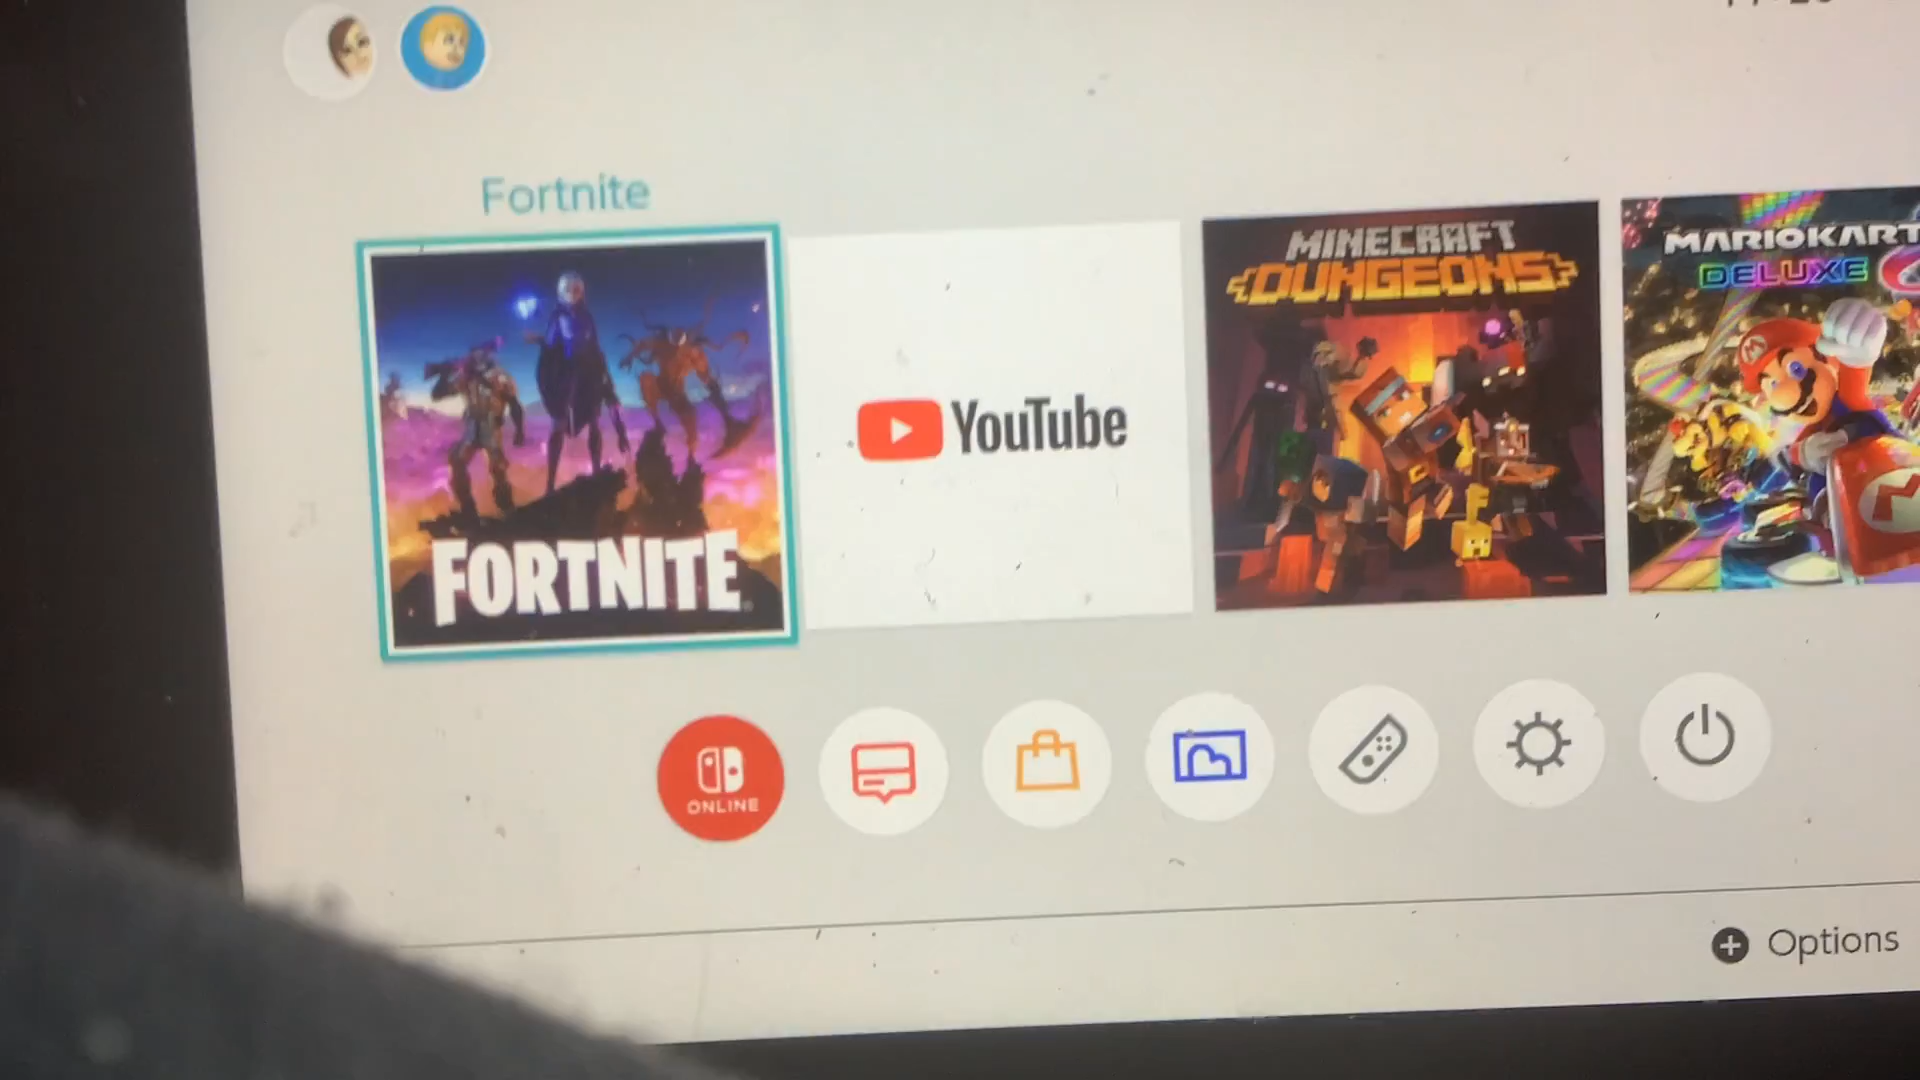 Fortnite
FORTNITE
YouTube
MINECRAFT
DUNGEONS
MARIOKART
DELUXE
ONLINE
Options